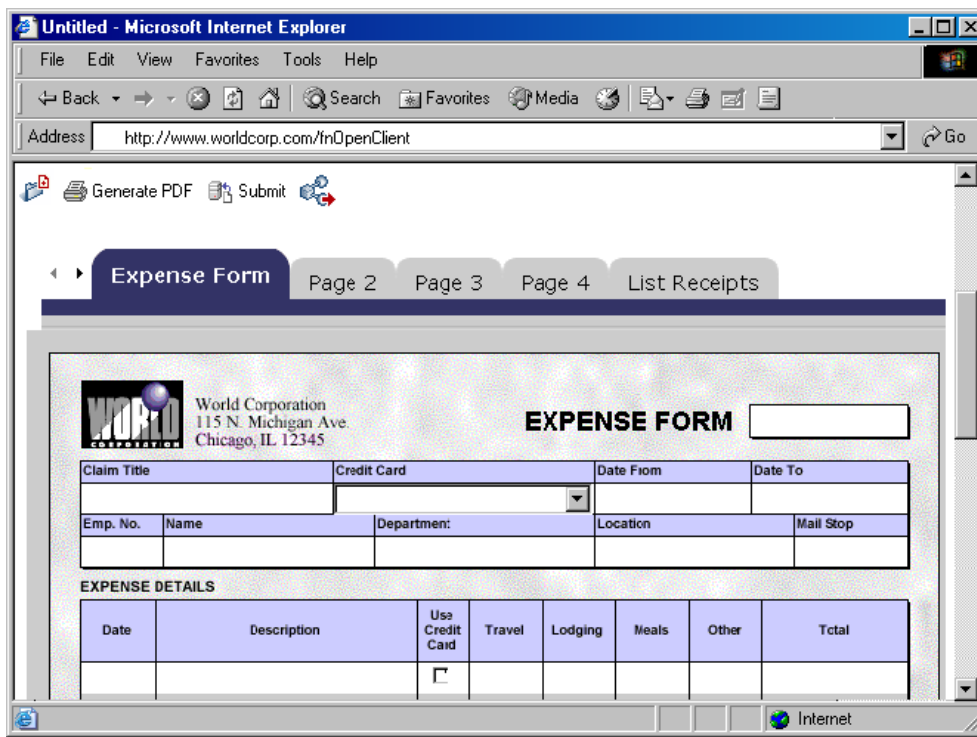 Untitled - Microsoft Internet Explorer
File Edit View Favorites Tools Help
Back Search Favorites Media
Address http://www.worldcorp.com/fnOpenClient Go
Generate PDF Submit
Expense Form Page 2 Page 3 Page 4 List Receipts
WORLD
CORPORATION
World Corporation
115 N. Michigan Ave.
Chicago, IL 12345
EXPENSE FORM
Claim Title Credit Card Date From Date To
Emp. No. Name Department Location Mail Stop
EXPENSE DETAILS
Date Description Use Credit Card Travel Lodging Meals Other Total
Internet